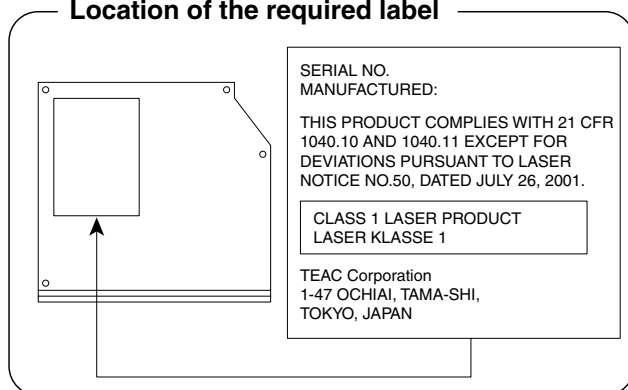 Location of the required label
SERIAL NO.
MANUFACTURED:
THIS PRODUCT COMPLIES WITH 21 CFR
1040.10 AND 1040.11 EXCEPT FOR
DEVIATIONS PURSUANT TO LASER
NOTICE NO.50, DATED JULY 26, 2001.
CLASS 1 LASER PRODUCT
LASER KLASSE 1
TEAC Corporation
1-47 OCHIAI, TAMA-SHI,
TOKYO, JAPAN